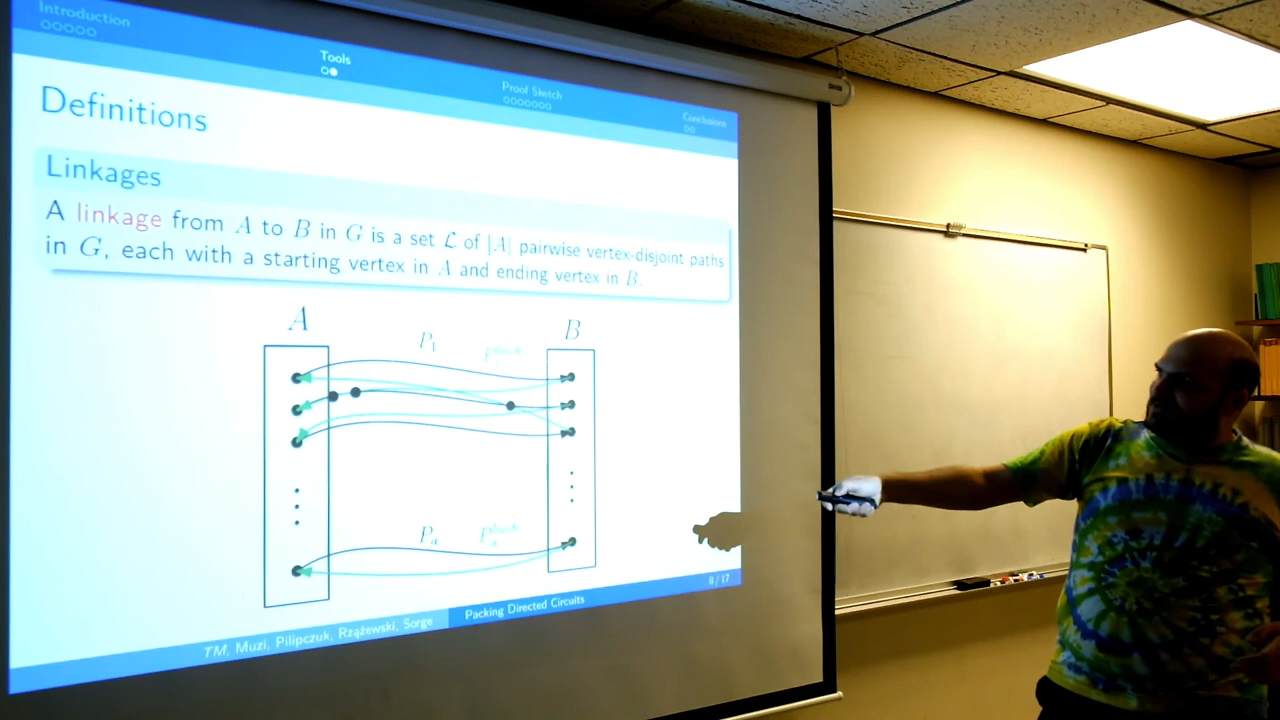 Introduction
Tools
Proof Sketch
Conclusions
Definitions
Linkages
A linkage from A to B in G is a set ℒ of |A| pairwise vertex-disjoint paths
in G, each with a starting vertex in A and ending vertex in B.
A
B
P₁
Pₐ
TM, Muzi, Pilipczuk, Rzążewski, Sorge
Packing Directed Circuits
8 / 17